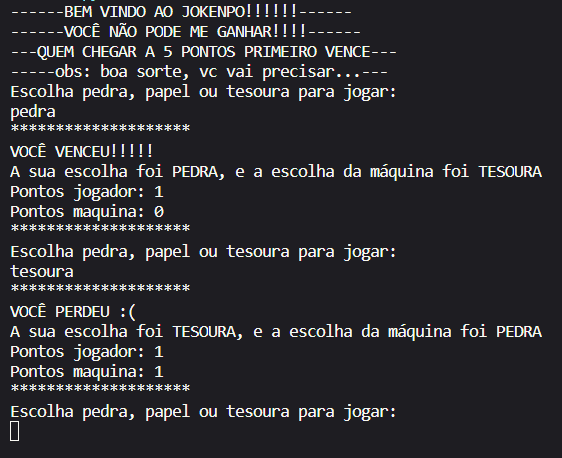 ------BEM VINDO AO JOKENPO!!!!!!------
------VOCÊ NÃO PODE ME GANHAR!!!!------
---QUEM CHEGAR A 5 PONTOS PRIMEIRO VENCE---
-----obs: boa sorte, vc vai precisar...---
Escolha pedra, papel ou tesoura para jogar:
pedra
********************
VOCÊ VENCEU!!!!!
A sua escolha foi PEDRA, e a escolha da máquina foi TESOURA
Pontos jogador: 1
Pontos maquina: 0
********************
Escolha pedra, papel ou tesoura para jogar:
tesoura
********************
VOCÊ PERDEU :(
A sua escolha foi TESOURA, e a escolha da máquina foi PEDRA
Pontos jogador: 1
Pontos maquina: 1
********************
Escolha pedra, papel ou tesoura para jogar: